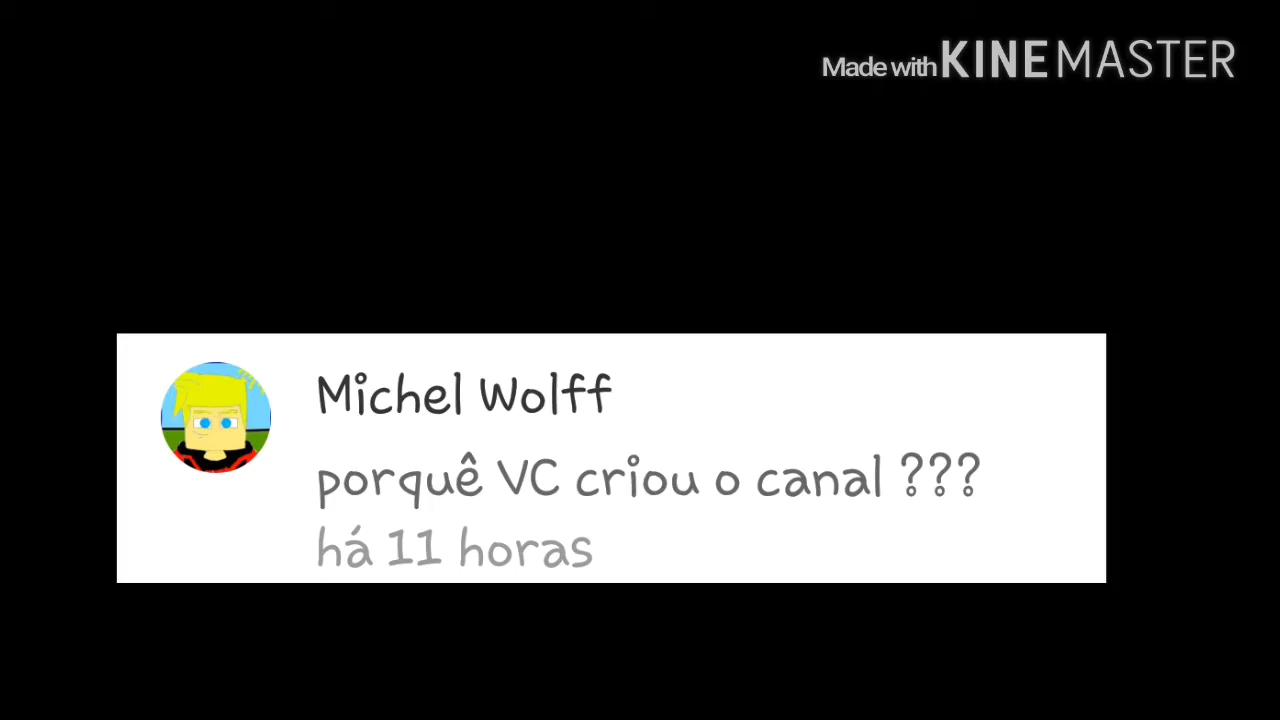 Made with KINEMASTER
Michel Wolff
porquê VC criou o canal ???
há 11 horas